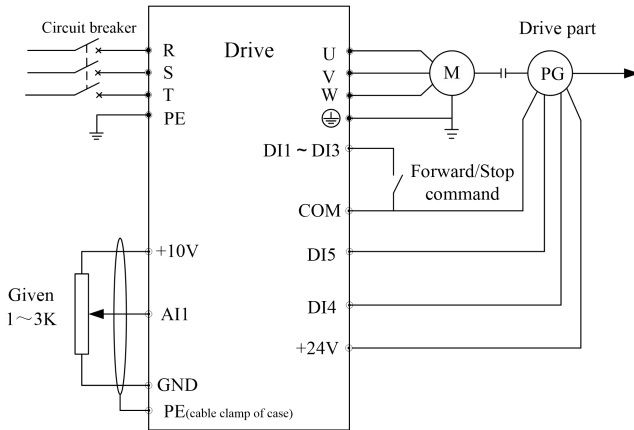 Circuit breaker
Drive part
R
S
T
PE
Drive
U
V
W
M
PG
DI1 ~ DI3
Forward/Stop
command
COM
+10V
DI5
Given
1～3K
AI1
DI4
+24V
GND
PE(cable clamp of case)